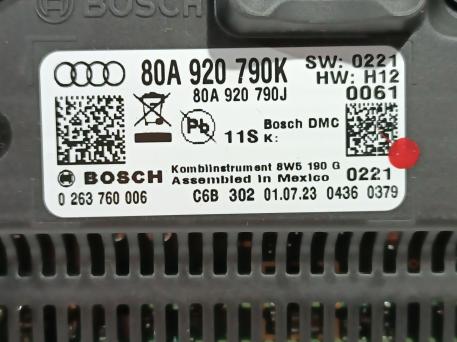 BOSCH
80A 920 790K
SW: 0221
HW: H12
80A 920 790J
0061
Pb
11S
Bosch DMC
K:
BOSCH
Kombiinstrument 8W5 190 G
Assembled in Mexico
0221
0 263 760 006
C6B 302 01.07.23 0436 0379